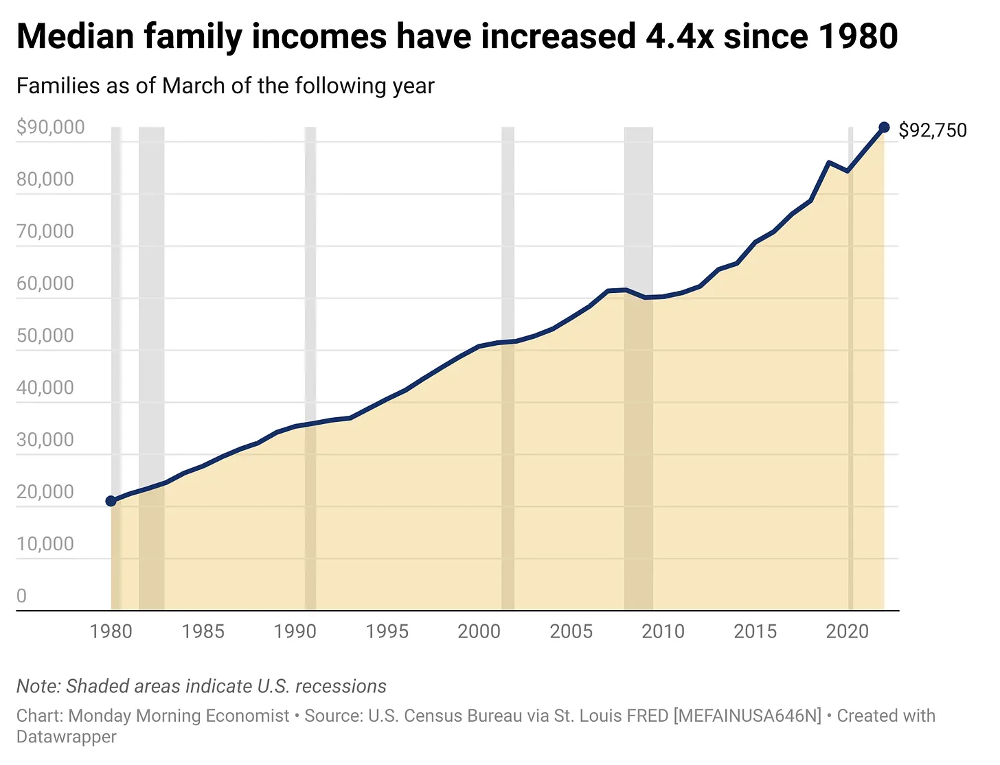 Median family incomes have increased 4.4x since 1980
Families as of March of the following year
$90,000
$92,750
80,000
70,000
60,000
50,000
40,000
30,000
20,000
10,000
0
1980 1985 1990 1995 2000 2005 2010 2015 2020
Note: Shaded areas indicate U.S. recessions
Chart: Monday Morning Economist • Source: U.S. Census Bureau via St. Louis FRED [MEFAINUSA646N] • Created with
Datawrapper